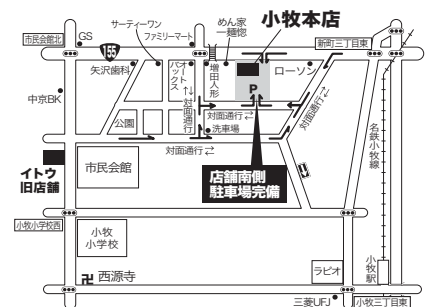 小牧本店
市民会館北
GS
サーティーワン
ファミリーマート
めん家
一麺惣
新町三丁目東
155
矢沢歯科
オート
バックス
対面通行
増田人形
ローソン
P
中京BK
公園
対面通行
洗車場
対面通行
対面通行
名鉄小牧線
イトウ
旧店舗
市民会館
店舗南側
駐車場完備
小牧小学校西
小牧
小学校
西源寺
ラピオ
小牧駅
三菱UFJ
小牧三丁目東